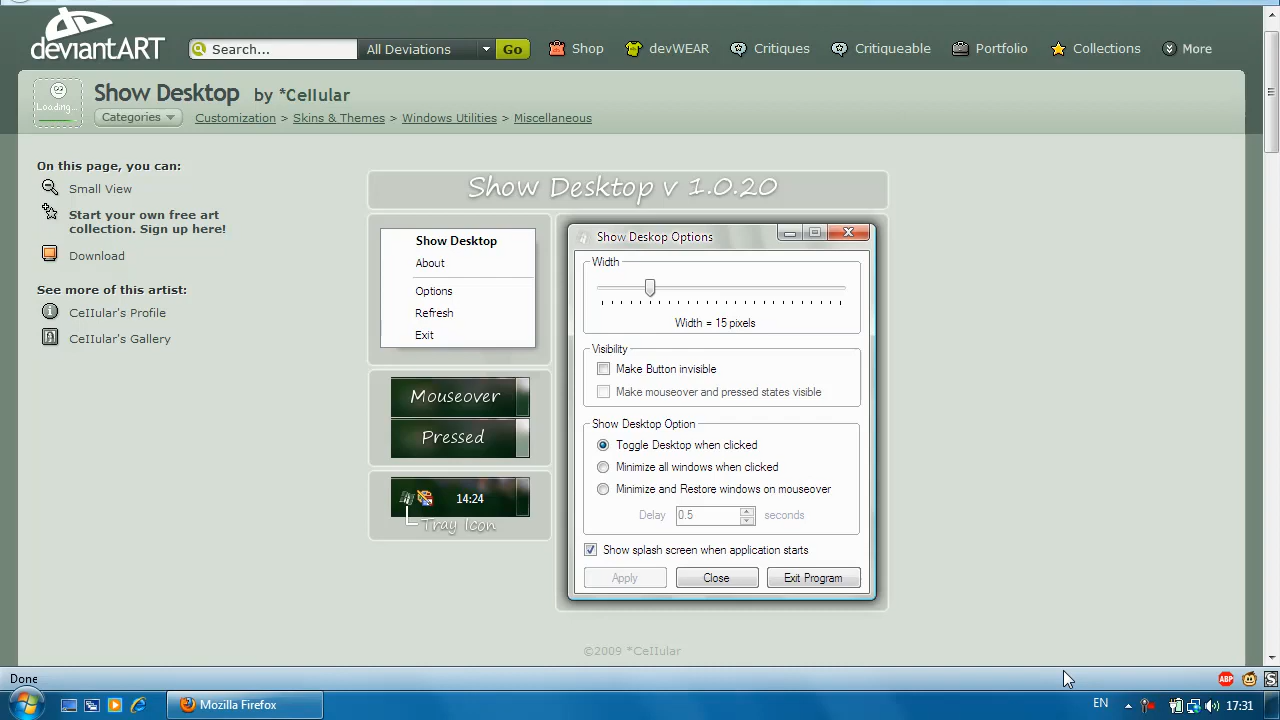 deviantART
Search...
All Deviations
Go
Shop
devWEAR
Critiques
Critiqueable
Portfolio
Collections
More
Loading...
Show Desktop by *CeIIular
Categories
Customization > Skins & Themes > Windows Utilities > Miscellaneous
On this page, you can:
Small View
Start your own free art
collection. Sign up here!
Download
See more of this artist:
CeIIular's Profile
CeIIular's Gallery
Show Desktop v 1.0.20
Show Desktop
About
Options
Refresh
Exit
Mouseover
Pressed
14:24
Tray Icon
Show Deskop Options
Width
Width = 15 pixels
Visibility
Make Button invisible
Make mouseover and pressed states visible
Show Desktop Option
Toggle Desktop when clicked
Minimize all windows when clicked
Minimize and Restore windows on mouseover
Delay 0.5 seconds
Show splash screen when application starts
Apply
Close
Exit Program
©2009 *CeIIular
Done
ABP
S
Mozilla Firefox
EN
17:31